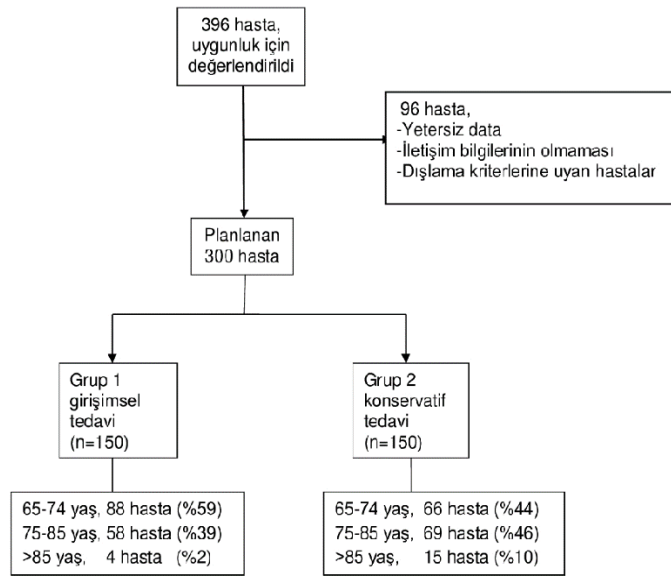 396 hasta,
uygunluk için
değerlendirildi
96 hasta,
-Yetersiz data
-İletişim bilgilerinin olmaması
-Dışlama kriterlerine uyan hastalar
Planlanan
300 hasta
Grup 1
girişimsel
tedavi
(n=150)
Grup 2
konservatif
tedavi
(n=150)
65-74 yaş, 88 hasta (%59)
75-85 yaş, 58 hasta (%39)
>85 yaş, 4 hasta (%2)
65-74 yaş, 66 hasta (%44)
75-85 yaş, 69 hasta (%46)
>85 yaş, 15 hasta (%10)